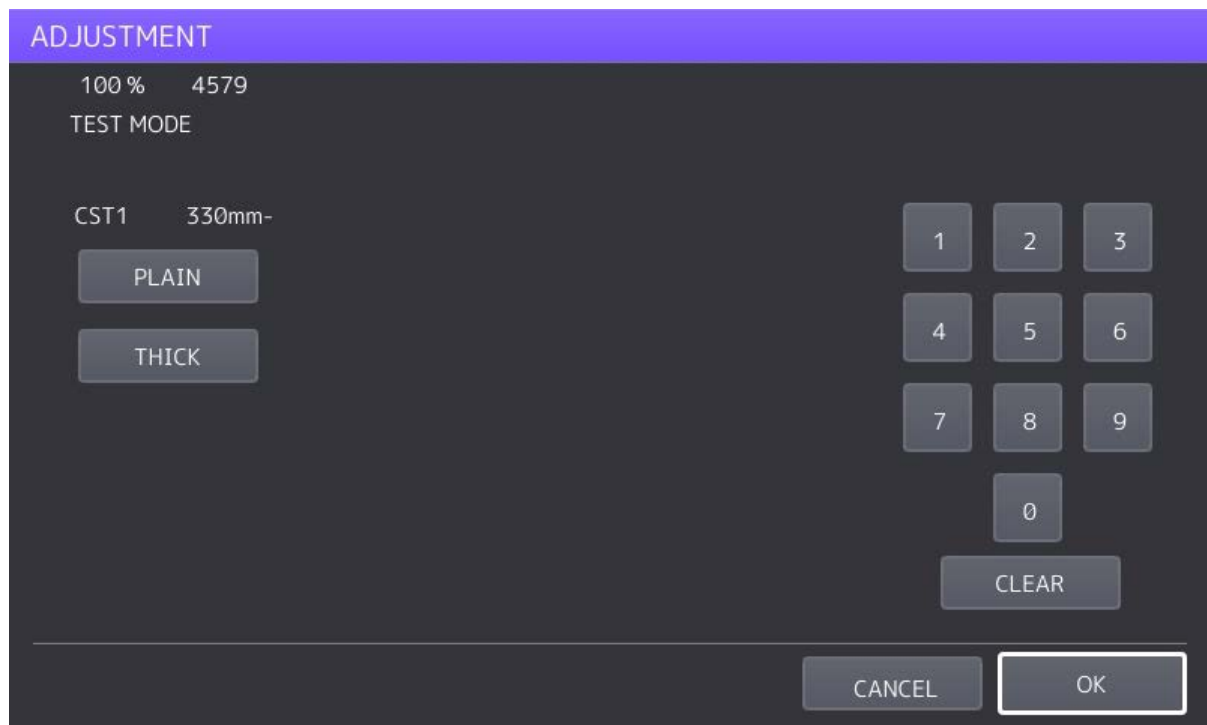 ADJUSTMENT
100 % 4579
TEST MODE
CST1 330mm-
PLAIN
THICK
1 2 3
4 5 6
7 8 9
0
CLEAR
CANCEL OK